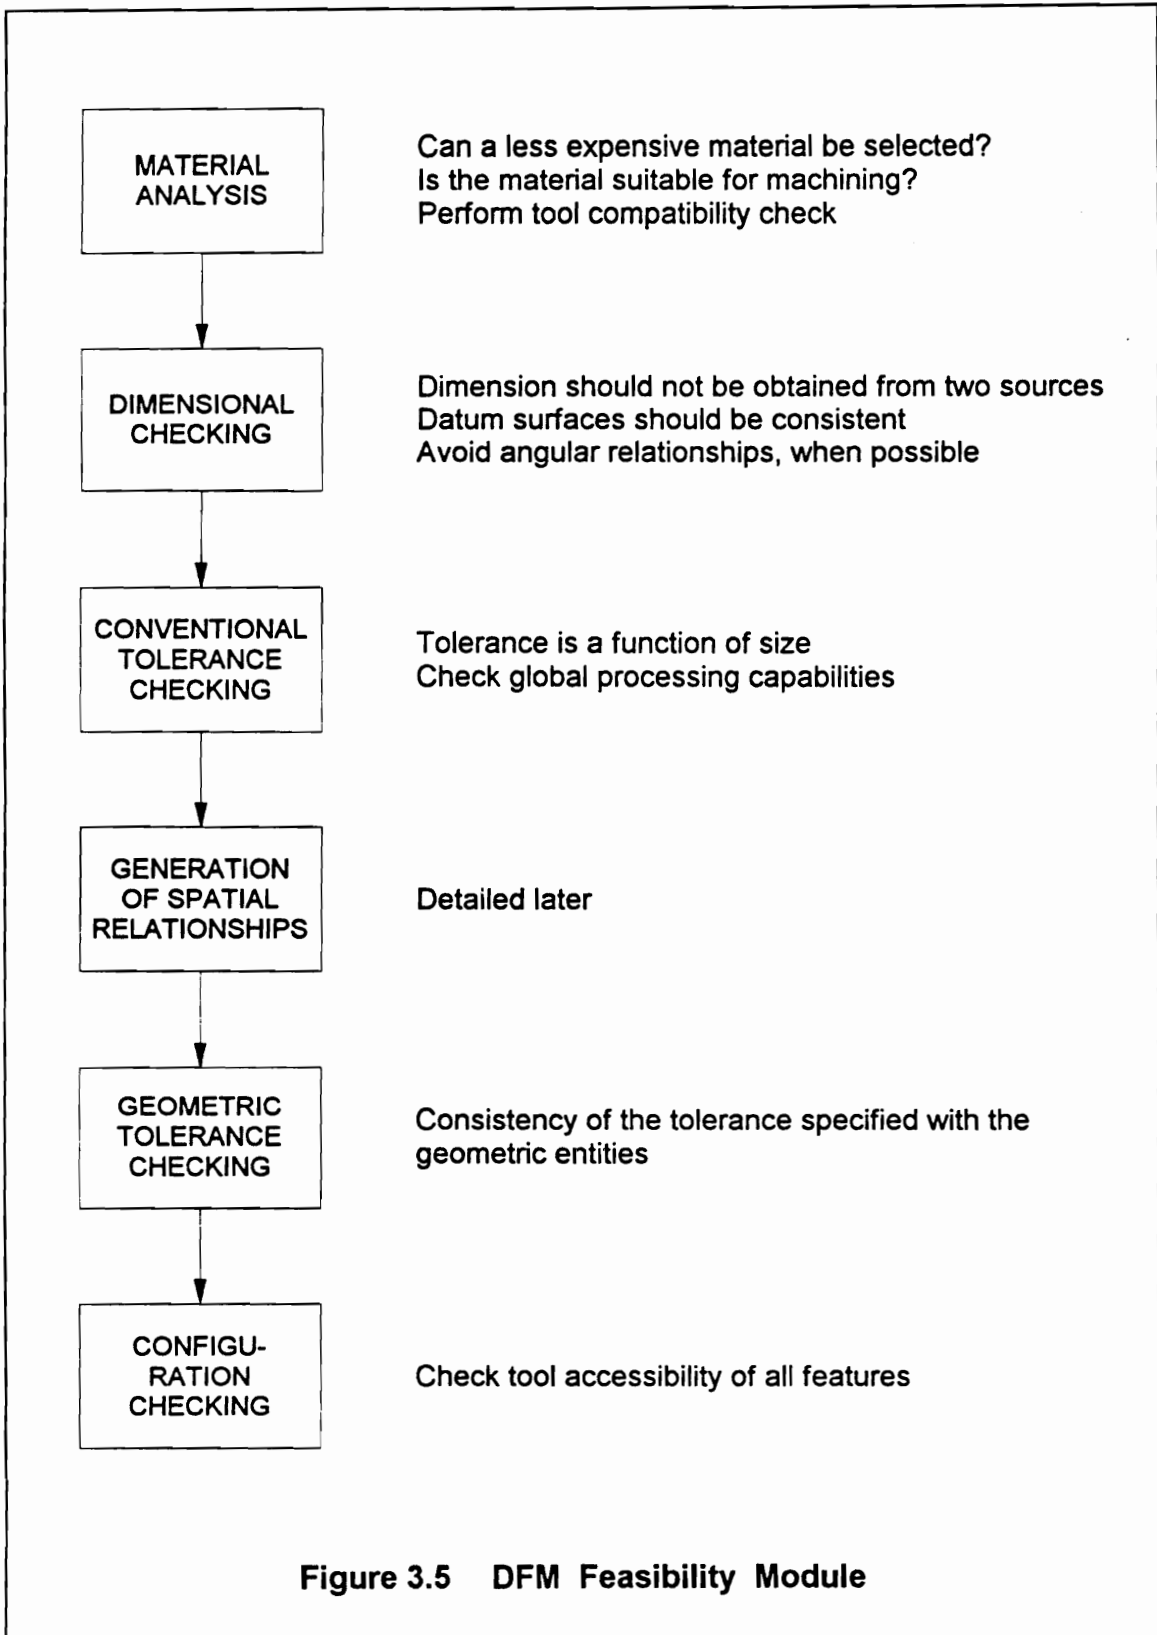 MATERIAL
ANALYSIS
Can a less expensive material be selected?
Is the material suitable for machining?
Perform tool compatibility check
DIMENSIONAL
CHECKING
Dimension should not be obtained from two sources
Datum surfaces should be consistent
Avoid angular relationships, when possible
CONVENTIONAL
TOLERANCE
CHECKING
Tolerance is a function of size
Check global processing capabilities
GENERATION
OF SPATIAL
RELATIONSHIPS
Detailed later
GEOMETRIC
TOLERANCE
CHECKING
Consistency of the tolerance specified with the
geometric entities
CONFIGU-
RATION
CHECKING
Check tool accessibility of all features
Figure 3.5 DFM Feasibility Module